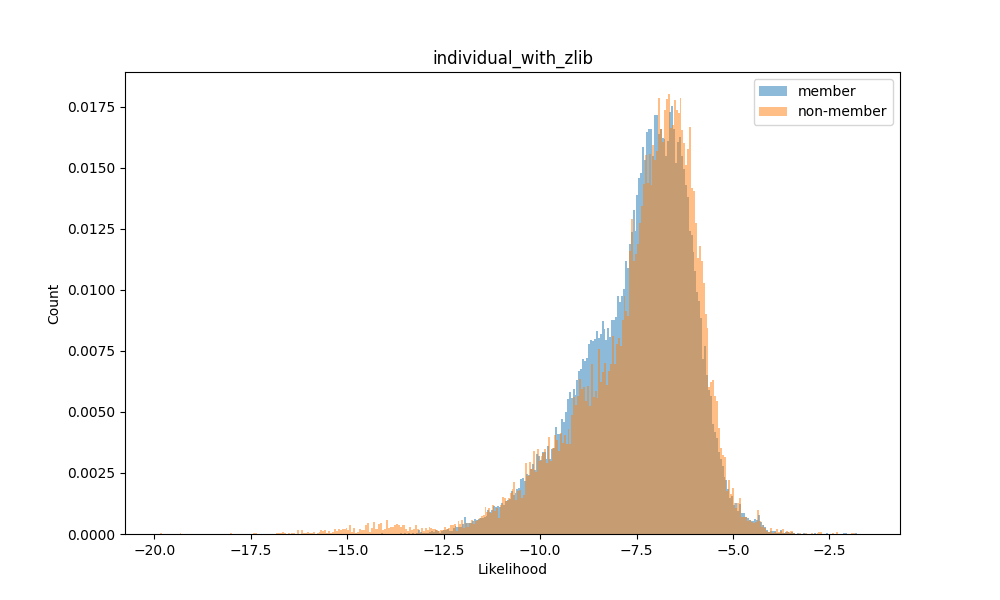 individual_with_zlib
member
non-member
0.0175
0.0150
0.0125
0.0100
0.0075
0.0050
0.0025
0.0000
Count
−20.0 −17.5 −15.0 −12.5 −10.0 −7.5 −5.0 −2.5
Likelihood